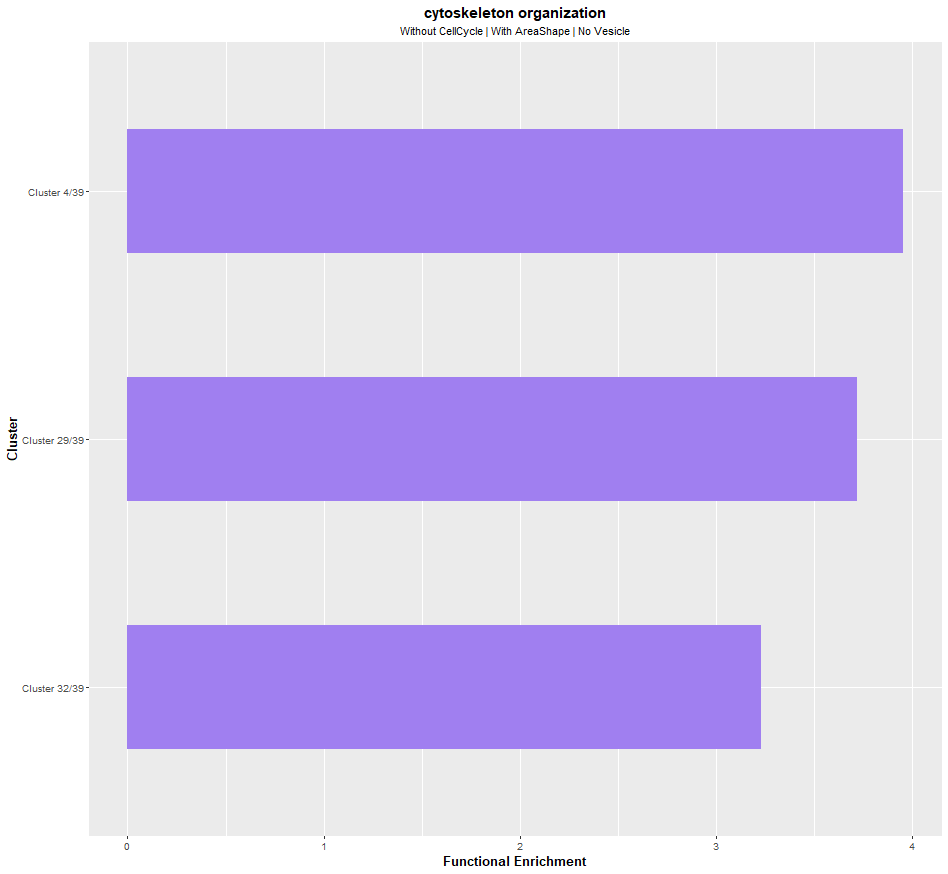 cytoskeleton organization
Without CellCycle | With AreaShape | No Vesicle
Cluster
Cluster 4/39
Cluster 29/39
Cluster 32/39
0 1 2 3 4
Functional Enrichment